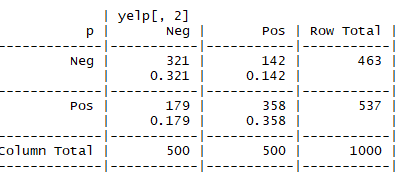 | yelp[, 2]
p | Neg | Pos | Row Total |
-------------|-----------|-----------|-----------|
Neg | 321 | 142 | 463 |
| 0.321 | 0.142 | |
-------------|-----------|-----------|-----------|
Pos | 179 | 358 | 537 |
| 0.179 | 0.358 | |
-------------|-----------|-----------|-----------|
Column Total | 500 | 500 | 1000 |
-------------|-----------|-----------|-----------|